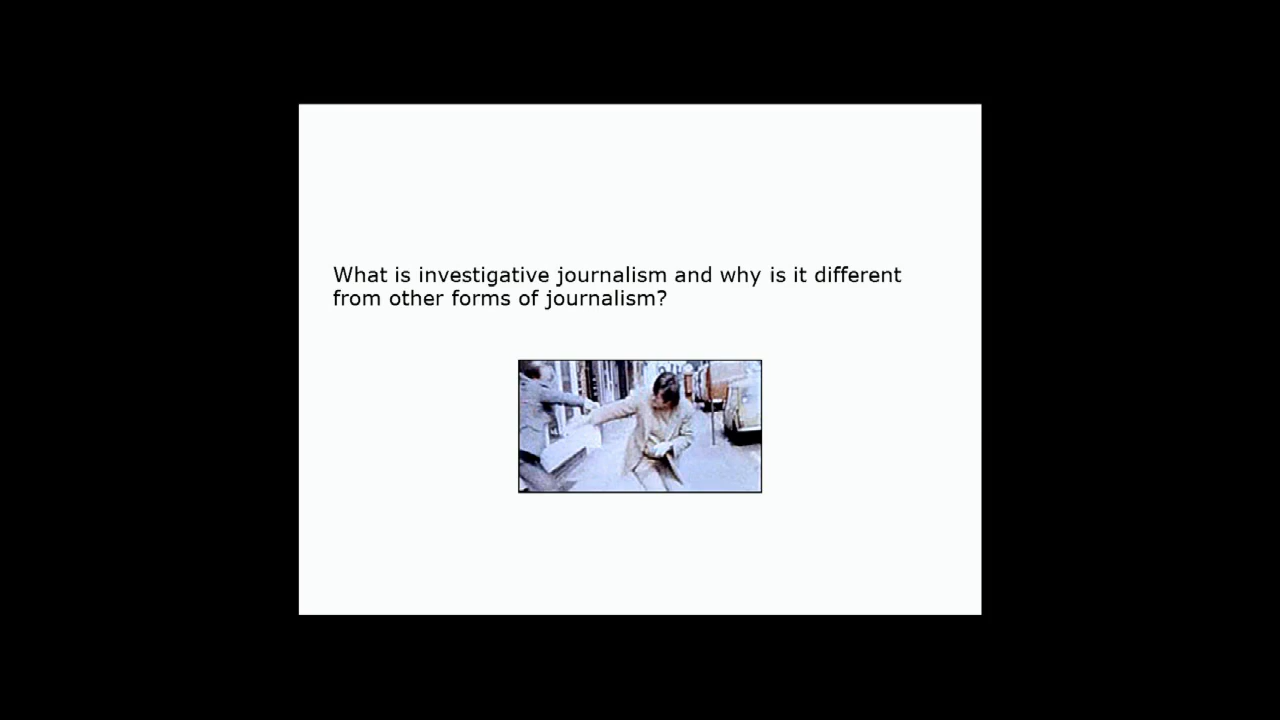 What is investigative journalism and why is it different
from other forms of journalism?